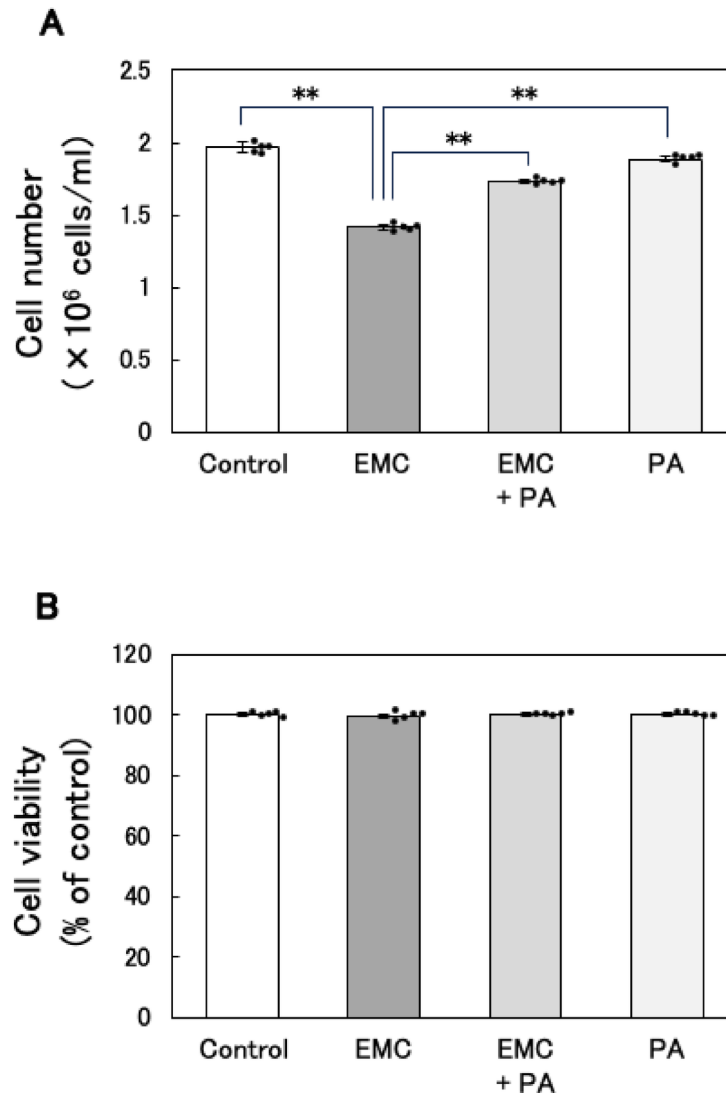 A
2.5
2
1.5
1
0.5
0
Cell number
(×10⁶ cells/ml)
**
**
**
Control
EMC
EMC
+ PA
PA
B
120
100
80
60
40
20
0
Cell viability
(% of control)
Control
EMC
EMC
+ PA
PA